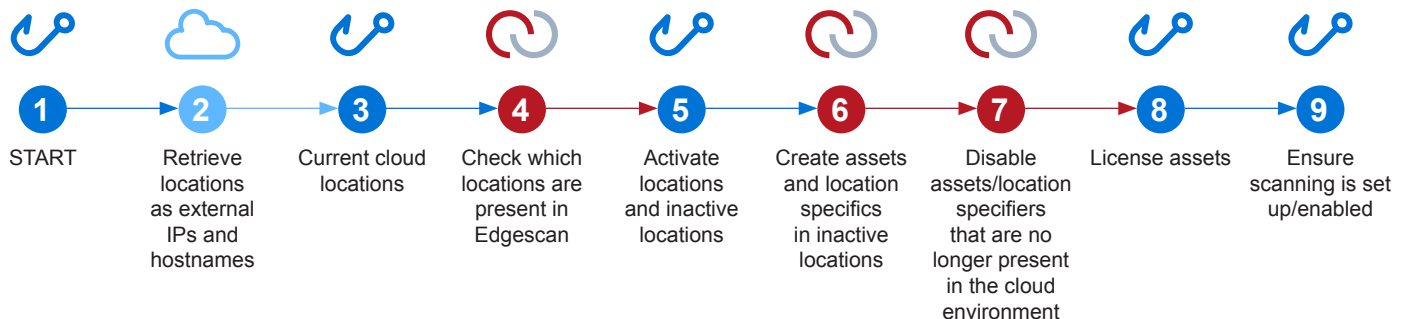 1
START
2
Retrieve
locations
as external
IPs and
hostnames
3
Current cloud
locations
4
Check which
locations are
present in
Edgescan
5
Activate
locations
and inactive
locations
6
Create assets
and location
specifics
in inactive
locations
7
Disable
assets/location
specifiers
that are no
longer present
in the cloud
environment
8
License assets
9
Ensure
scanning is set
up/enabled